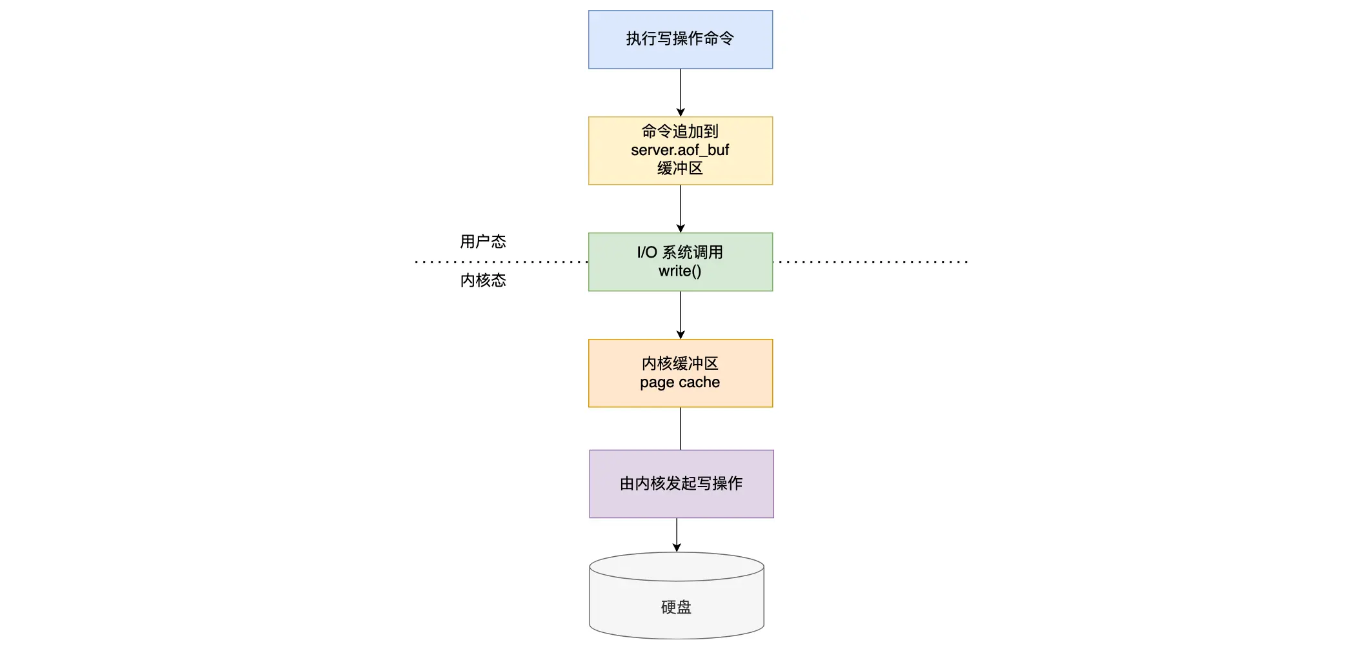 执行写操作命令
命令追加到
server.aof_buf
缓冲区
用户态
I/O 系统调用
write()
内核态
内核缓冲区
page cache
由内核发起写操作
硬盘